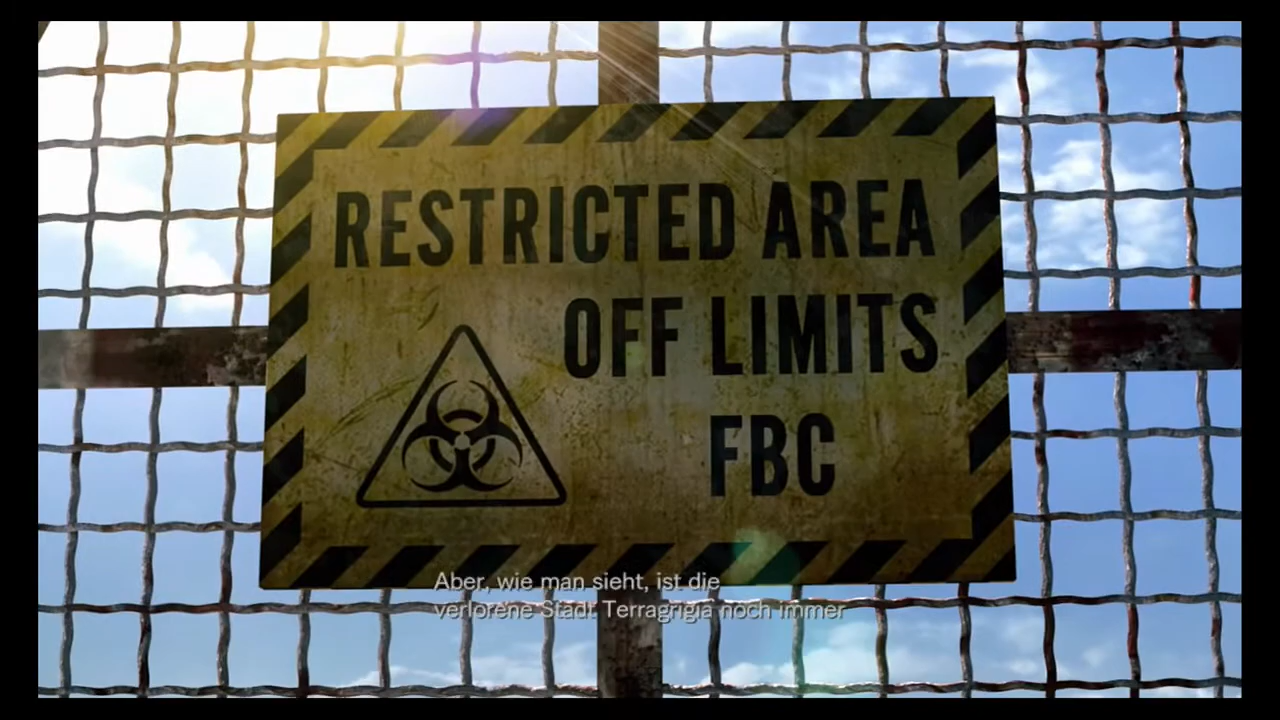 RESTRICTED AREA
OFF LIMITS
FBC
Aber, wie man sieht, ist die
verlorene Stadt Terragrigia noch immer